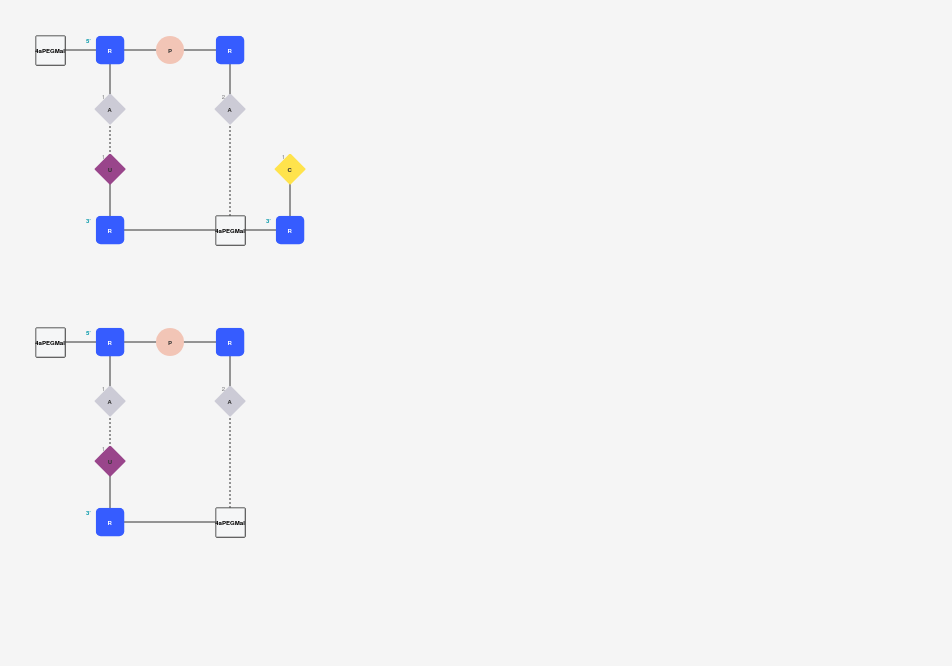 5'
4aPEGMal R P R
1 2
A A
1 1
U C
3' 3'
R 4aPEGMal R
5'
4aPEGMal R P R
1 2
A A
1
U
3'
R 4aPEGMal